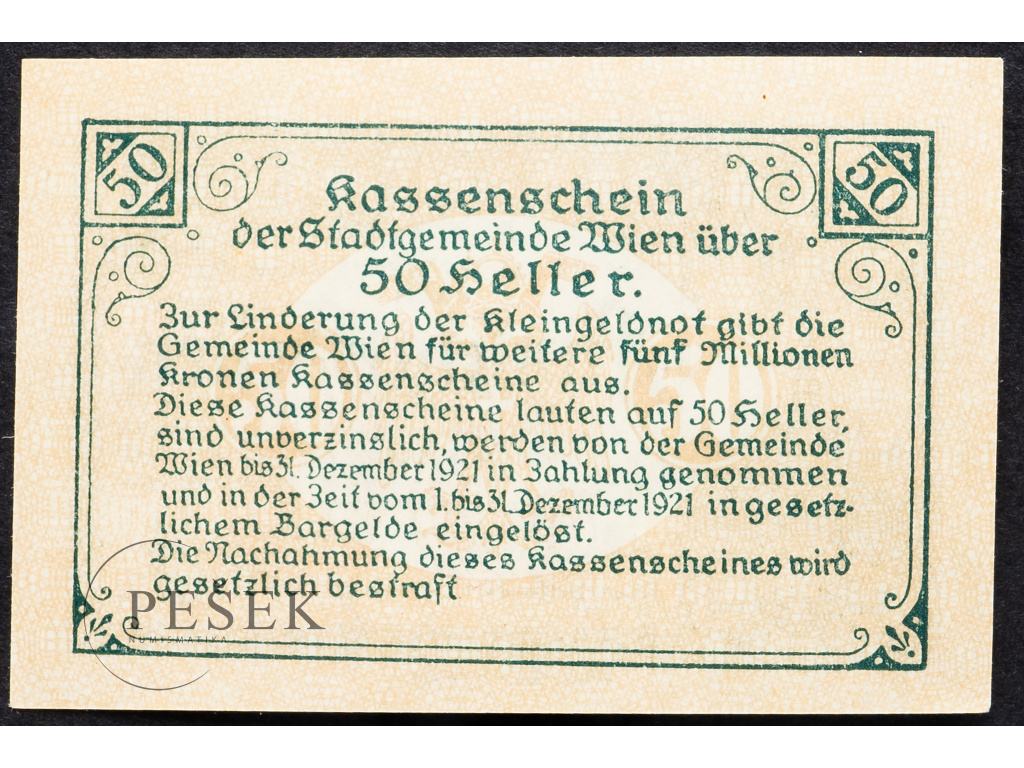 50
50
Kassenschein
der Stadtgemeinde Wien über
50 Heller.
Zur Linderung der Kleingeldnot gibt die
Gemeinde Wien für weitere fünf Millionen
Kronen Kassenscheine aus.
Diese Kassenscheine lauten auf 50 Heller,
sind unverzinslich, werden von der Gemeinde
Wien bis 31. Dezember 1921 in Zahlung genommen
und in der Zeit vom 1. bis 31. Dezember 1921 in gesetz-
lichem Bargelde eingelöst.
Die Nachahmung dieses Kassenscheines wird
gesetzlich bestraft
PESEK
NUMISMATIKA
50